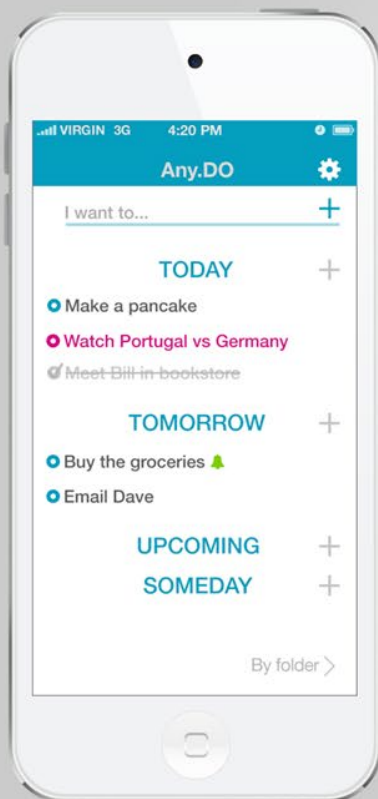 VIRGIN 3G 4:20 PM
Any.DO
I want to...
TODAY
Make a pancake
Watch Portugal vs Germany
Meet Bill in bookstore
TOMORROW
Buy the groceries
Email Dave
UPCOMING
SOMEDAY
By folder